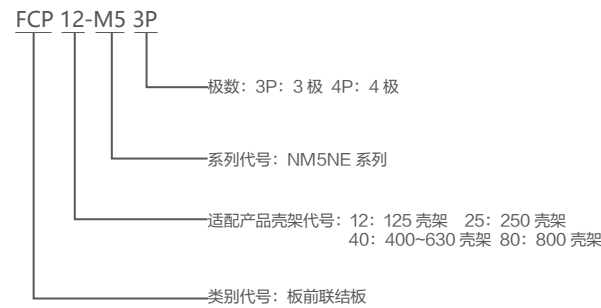 FCP 12-M5 3P
极数：3P：3 极 4P：4 极
系列代号：NM5NE 系列
适配产品壳架代号：12：125 壳架 25：250 壳架
40：400~630 壳架 80：800 壳架
类别代号：板前联结板